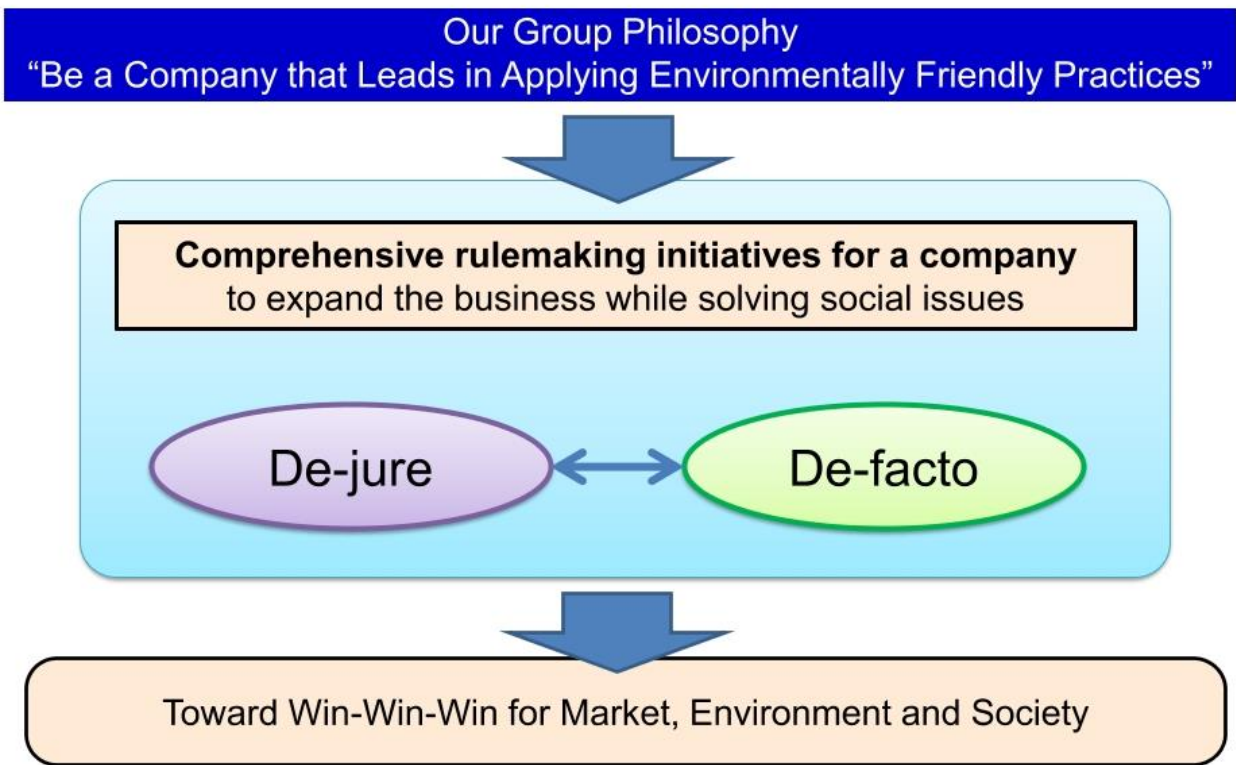 Our Group Philosophy
“Be a Company that Leads in Applying Environmentally Friendly Practices”
Comprehensive rulemaking initiatives for a company
to expand the business while solving social issues
De-jure
De-facto
Toward Win-Win-Win for Market, Environment and Society